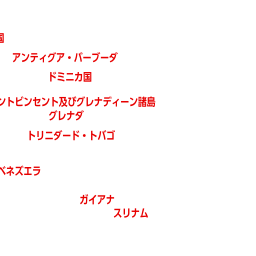 国
アンティグア・バーブーダ
ドミニカ国
ントビンセント及びグレナディーン諸島
グレナダ
トリニダード・トバゴ
ベネズエラ
ガイアナ
スリナム